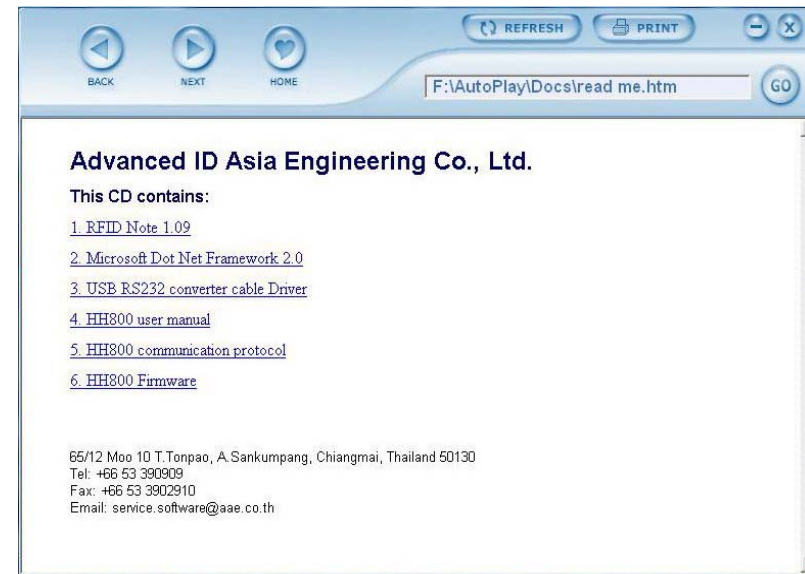 REFRESH PRINT
BACK NEXT HOME
F:\AutoPlay\Docs\read me.htm GO
Advanced ID Asia Engineering Co., Ltd.
This CD contains:
1. RFID Note 1.09
2. Microsoft Dot Net Framework 2.0
3. USB RS232 converter cable Driver
4. HH800 user manual
5. HH800 communication protocol
6. HH800 Firmware
65/12 Moo 10 T.Tonpao, A.Sankumpang, Chiangmai, Thailand 50130
Tel: +66 53 390909
Fax: +66 53 3902910
Email: service.software@aae.co.th